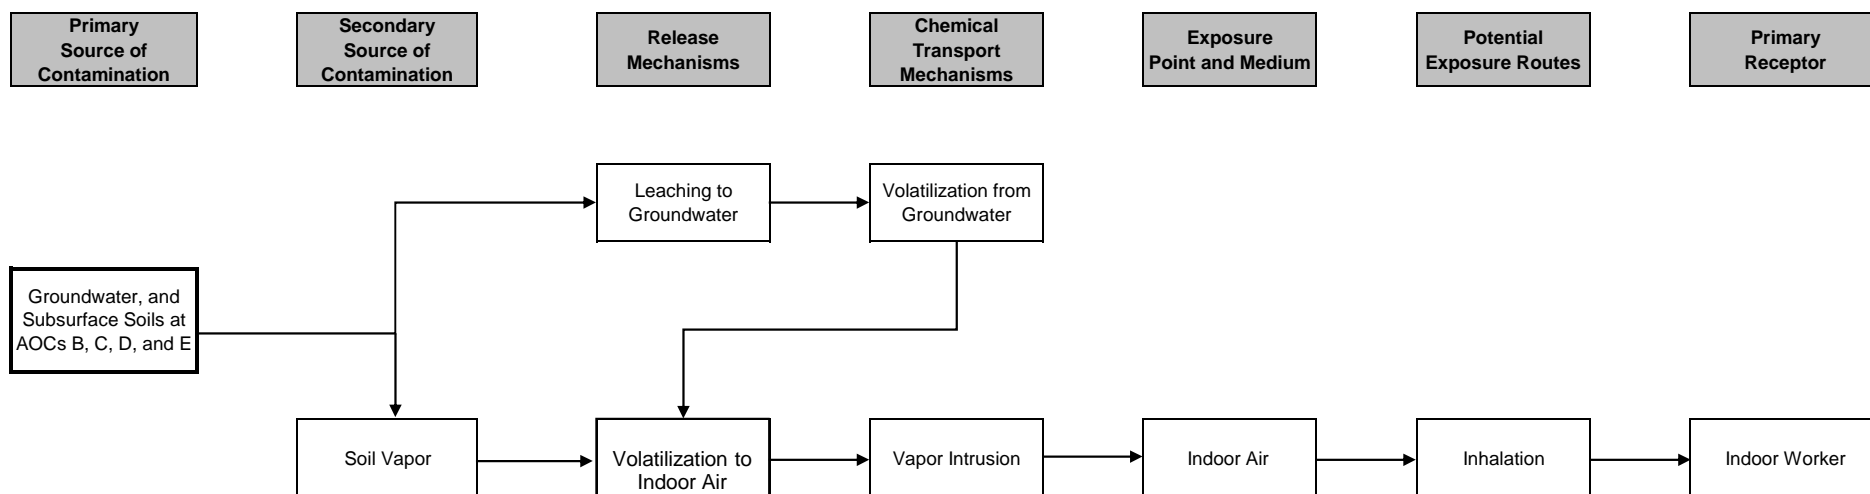 Primary
Source of
Contamination
Secondary
Source of
Contamination
Release
Mechanisms
Chemical
Transport
Mechanisms
Exposure
Point and Medium
Potential
Exposure Routes
Primary
Receptor
Leaching to
Groundwater
Volatilization from
Groundwater
Groundwater, and
Subsurface Soils at
AOCs B, C, D, and E
Soil Vapor
Volatilization to
Indoor Air
Vapor Intrusion
Indoor Air
Inhalation
Indoor Worker